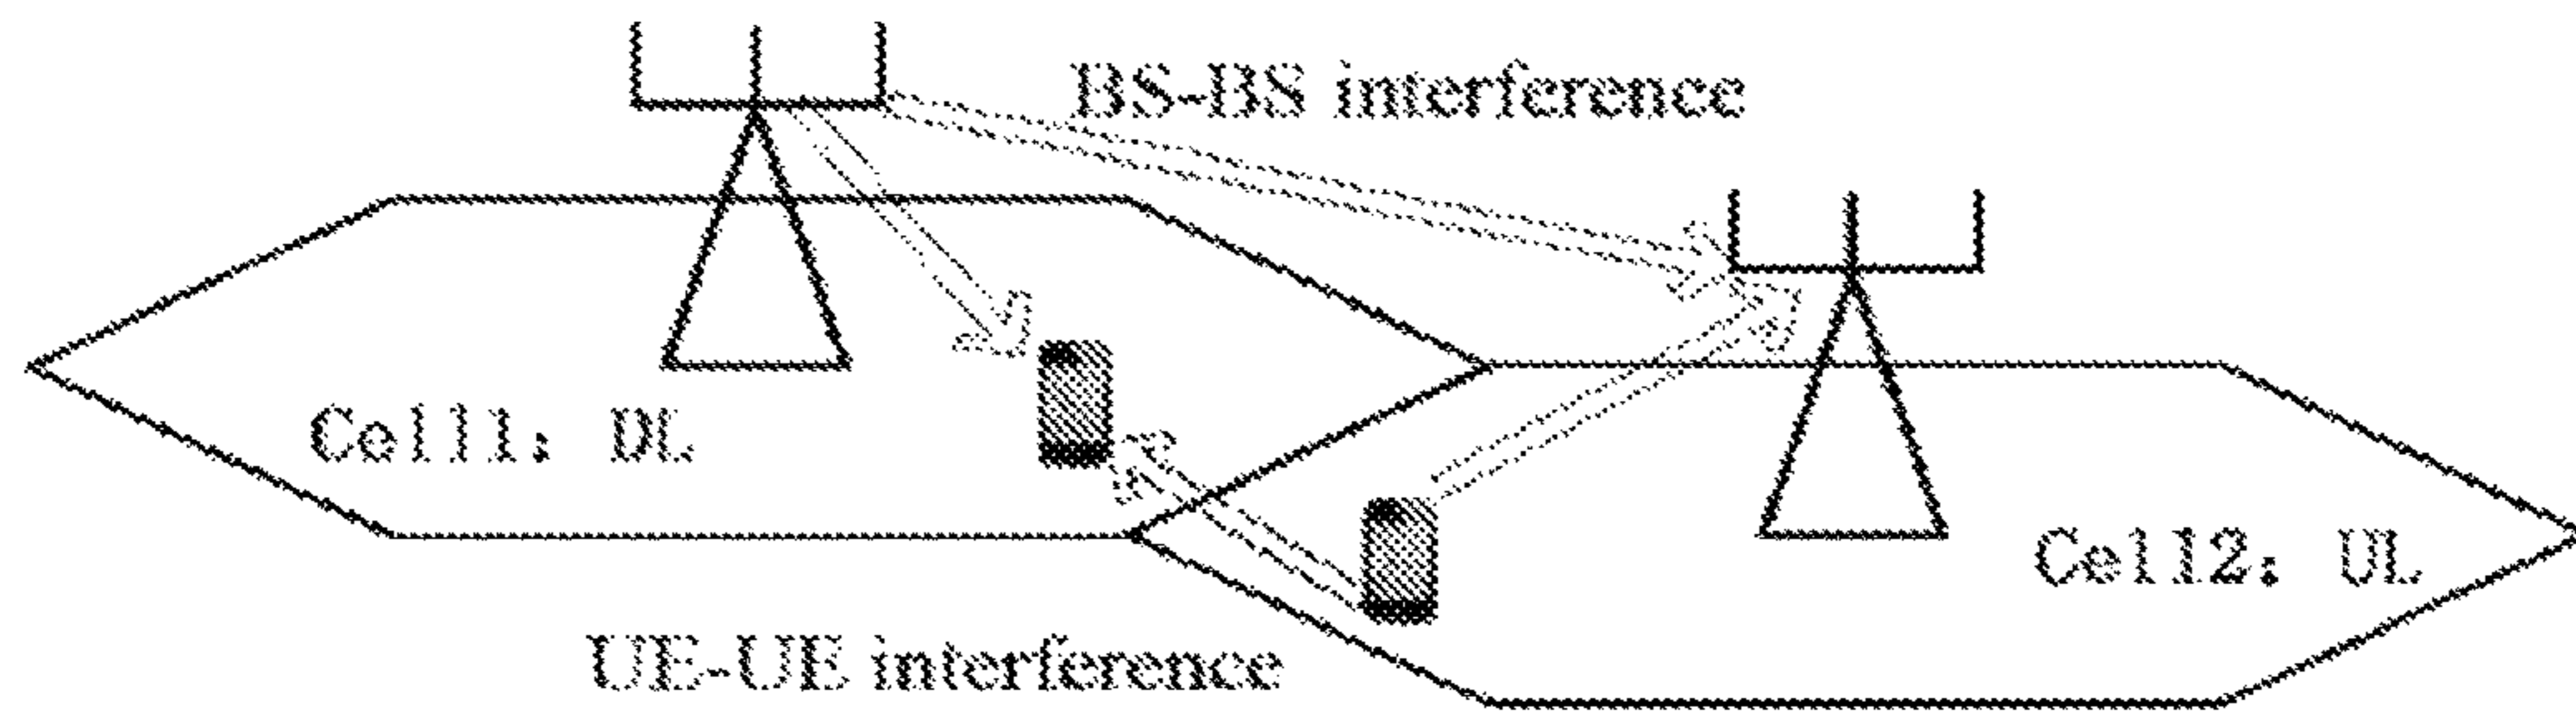 BS-BS interference
Cell1: DL
Cell2: UL
UE-UE interference